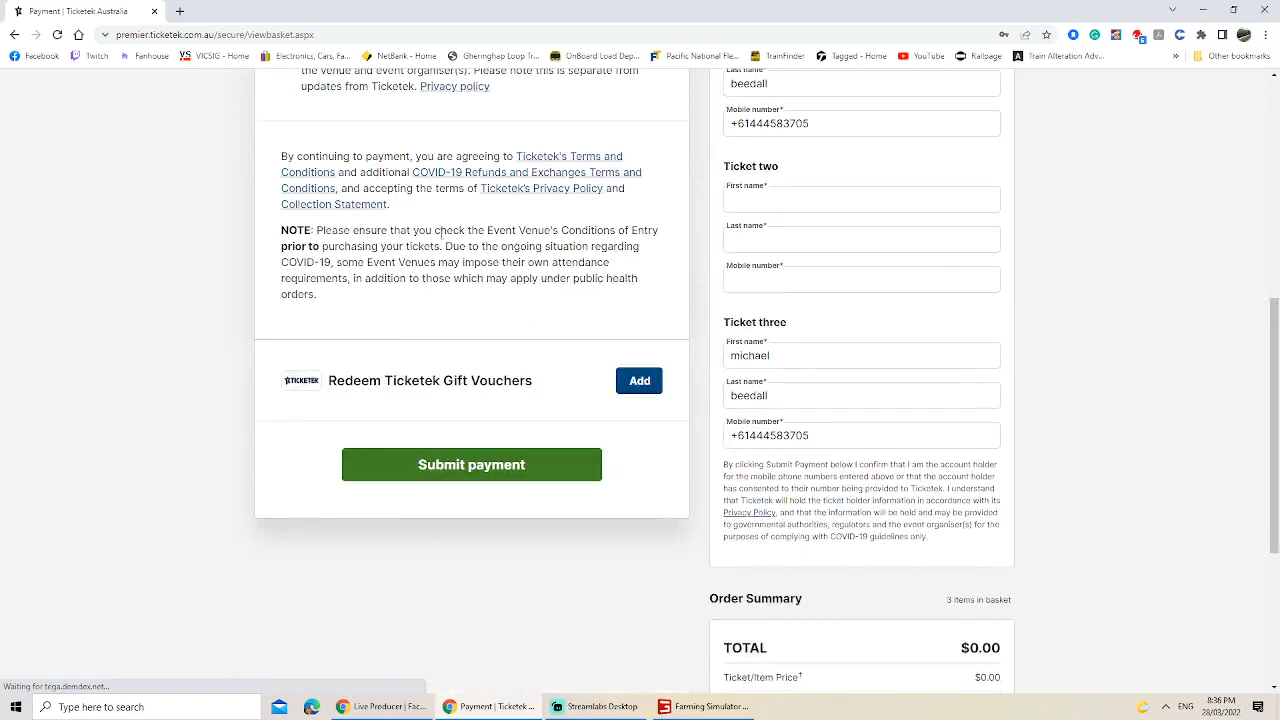 Payment | Ticketek Australia
premier.ticketek.com.au/secure/viewbasket.aspx
Facebook Twitch Fanhouse VICSIG - Home Electronics, Cars, Fa... NetBank - Home Gheringhap Loop Tr... OnBoard Load Dep... Pacific National Fle... TrainFinder Tagged - Home YouTube Railpage Train Alteration Adv... » Other bookmarks
the venue and event organiser(s). Please note this is separate from
updates from Ticketek. Privacy policy
By continuing to payment, you are agreeing to Ticketek's Terms and
Conditions and additional COVID-19 Refunds and Exchanges Terms and
Conditions, and accepting the terms of Ticketek's Privacy Policy and
Collection Statement.
NOTE: Please ensure that you check the Event Venue's Conditions of Entry
prior to purchasing your tickets. Due to the ongoing situation regarding
COVID-19, some Event Venues may impose their own attendance
requirements, in addition to those which may apply under public health
orders.
TICKETEK Redeem Ticketek Gift Vouchers Add
Submit payment
Last name*
beedall
Mobile number*
+61444583705
Ticket two
First name*
Last name*
Mobile number*
Ticket three
First name*
michael
Last name*
beedall
Mobile number*
+61444583705
By clicking Submit Payment below I confirm that I am the account holder
for the mobile phone numbers entered above or that the account holder
has consented to their number being provided to Ticketek. I understand
that Ticketek will hold the ticket holder information in accordance with its
Privacy Policy, and that the information will be held and may be provided
to governmental authorities, regulators and the event organiser(s) for the
purposes of complying with COVID-19 guidelines only.
Order Summary 3 items in basket
TOTAL $0.00
Ticket/Item Price† $0.00
Waiting for tega.demdex.net...
Type here to search
Live Producer | Fac...
Payment | Ticketek ...
Streamlabs Desktop
Farming Simulator ...
ENG
8:36 PM
28/03/2022